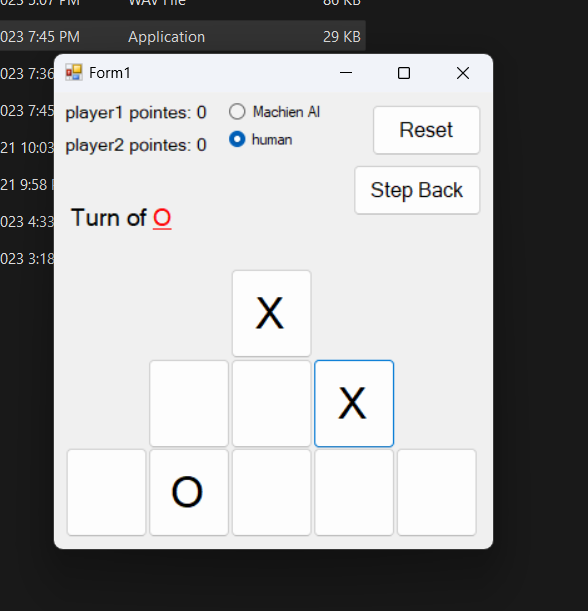 023 5:07 PM WAV File 86 KB
023 7:45 PM Application 29 KB
Form1
023 7:36
023 7:45
21 10:03
21 9:58
023 4:33
023 3:18
player1 pointes: 0
Machien AI
Reset
player2 pointes: 0
human
Step Back
Turn of O
X
X
O